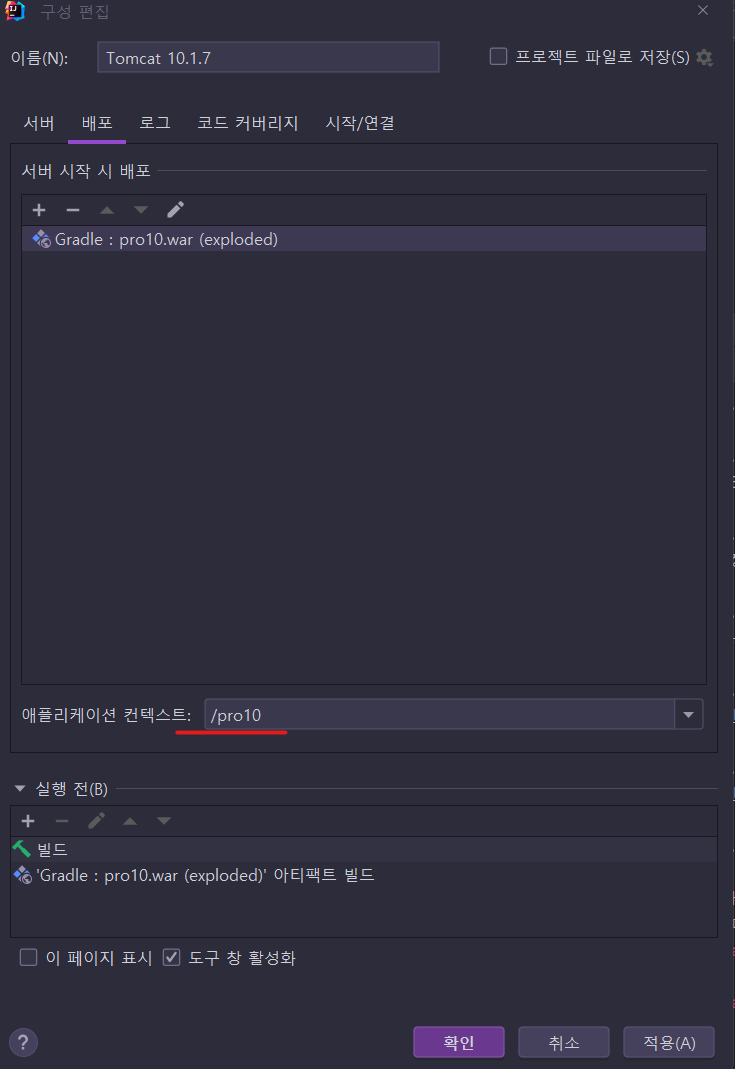 구성 편집
이름(N): Tomcat 10.1.7 프로젝트 파일로 저장(S)
서버 배포 로그 코드 커버리지 시작/연결
서버 시작 시 배포
Gradle : pro10.war (exploded)
애플리케이션 컨텍스트: /pro10
실행 전(B)
빌드
'Gradle : pro10.war (exploded)' 아티팩트 빌드
이 페이지 표시 도구 창 활성화
? 확인 취소 적용(A)